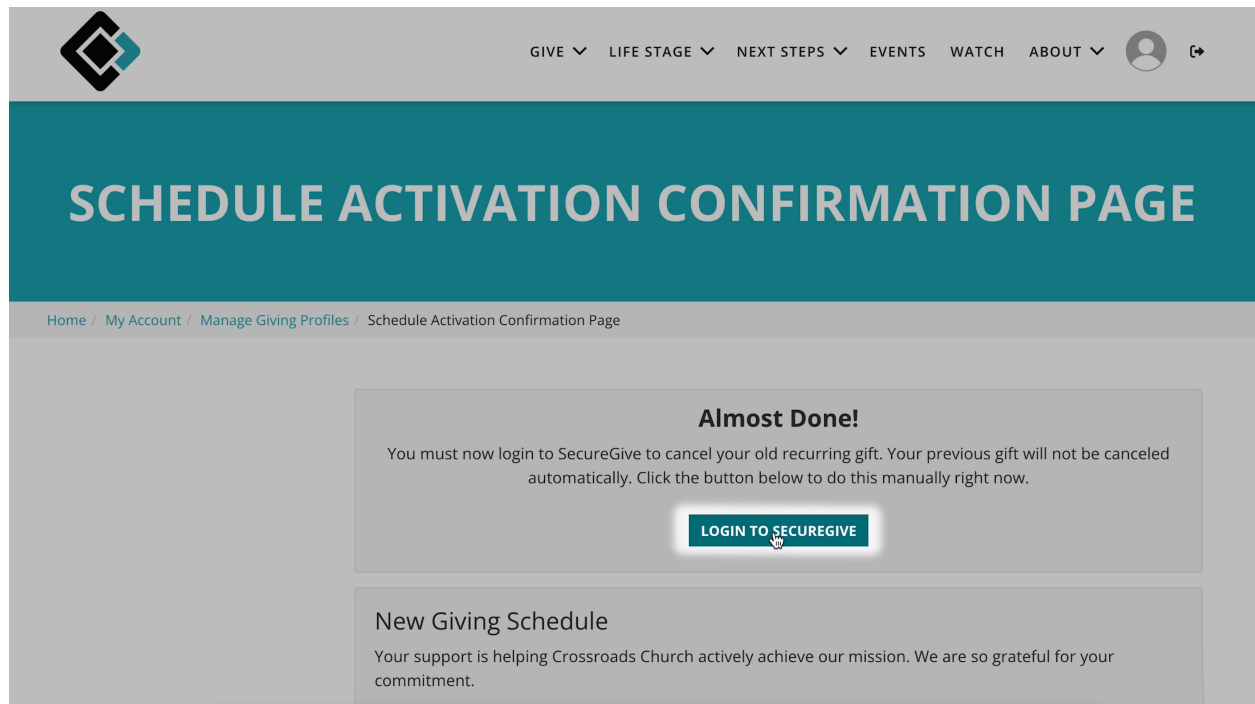 GIVE LIFE STAGE NEXT STEPS EVENTS WATCH ABOUT
SCHEDULE ACTIVATION CONFIRMATION PAGE
Home / My Account / Manage Giving Profiles / Schedule Activation Confirmation Page
Almost Done!
You must now login to SecureGive to cancel your old recurring gift. Your previous gift will not be canceled
automatically. Click the button below to do this manually right now.
LOGIN TO SECUREGIVE
New Giving Schedule
Your support is helping Crossroads Church actively achieve our mission. We are so grateful for your
commitment.